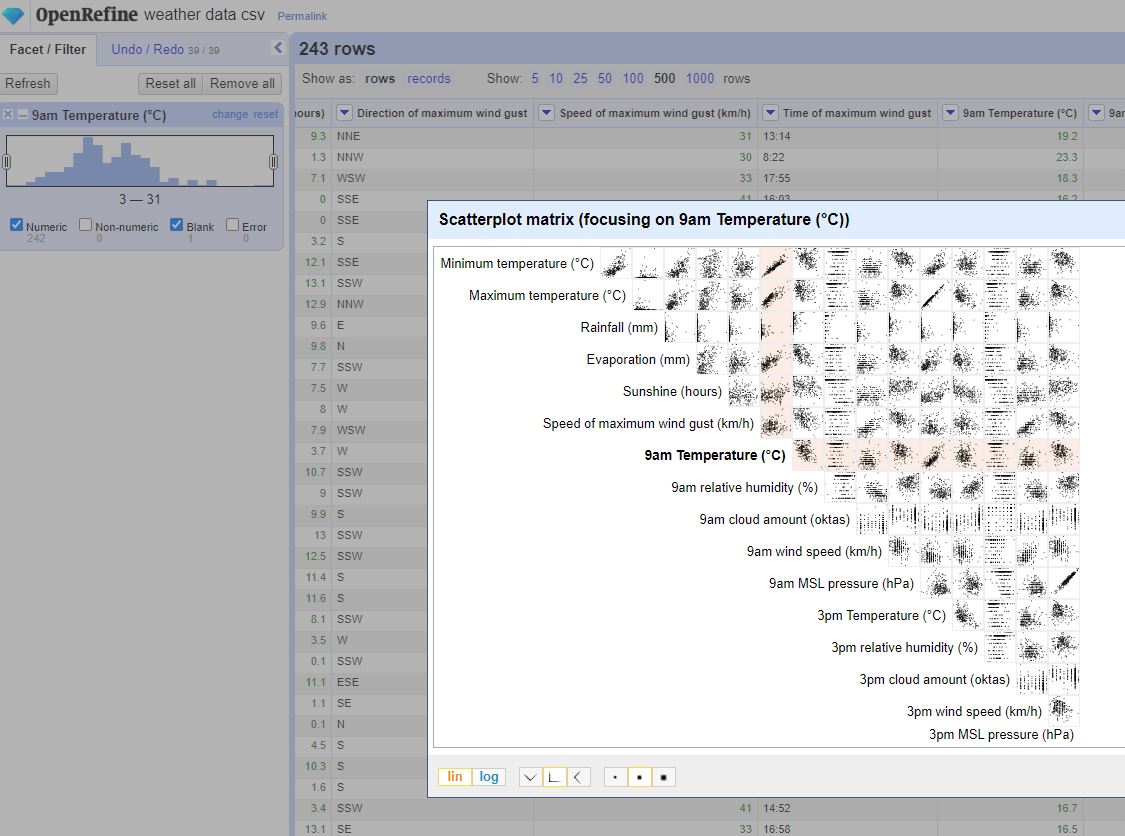 OpenRefine weather data csv Permalink
Facet / Filter Undo / Redo 39 / 39
243 rows
Refresh Reset all Remove all
Show as: rows records Show: 5 10 25 50 100 500 1000 rows
9am Temperature (°C) change reset
3 — 31
Numeric Non-numeric Blank Error
242 0 1 0
hours) Direction of maximum wind gust Speed of maximum wind gust (km/h) Time of maximum wind gust 9am Temperature (°C) 9am
9.3 NNE 31 13:14 19.2
1.3 NNW 30 8:22 23.3
7.1 WSW 33 17:55 18.3
0 SSE 41 16:03 16.2
0 SSE
3.2 S
12.1 SSE
13.1 SSW
12.9 NNW
9.6 E
9.8 N
7.7 SSW
7.5 W
8 W
7.9 WSW
3.7 W
10.7 SSW
9 SSW
9.9 S
13 SSW
12.5 SSW
11.4 S
11.6 S
8.1 SSW
3.5 W
0.1 SSW
11.1 ESE
1.1 SE
0.1 N
4.5 S
10.3 S
1.6 S
3.4 SSW 41 14:52 16.7
13.1 SE 33 16:58 16.5
Scatterplot matrix (focusing on 9am Temperature (°C))
Minimum temperature (°C)
Maximum temperature (°C)
Rainfall (mm)
Evaporation (mm)
Sunshine (hours)
Speed of maximum wind gust (km/h)
9am Temperature (°C)
9am relative humidity (%)
9am cloud amount (oktas)
9am wind speed (km/h)
9am MSL pressure (hPa)
3pm Temperature (°C)
3pm relative humidity (%)
3pm cloud amount (oktas)
3pm wind speed (km/h)
3pm MSL pressure (hPa)
lin log